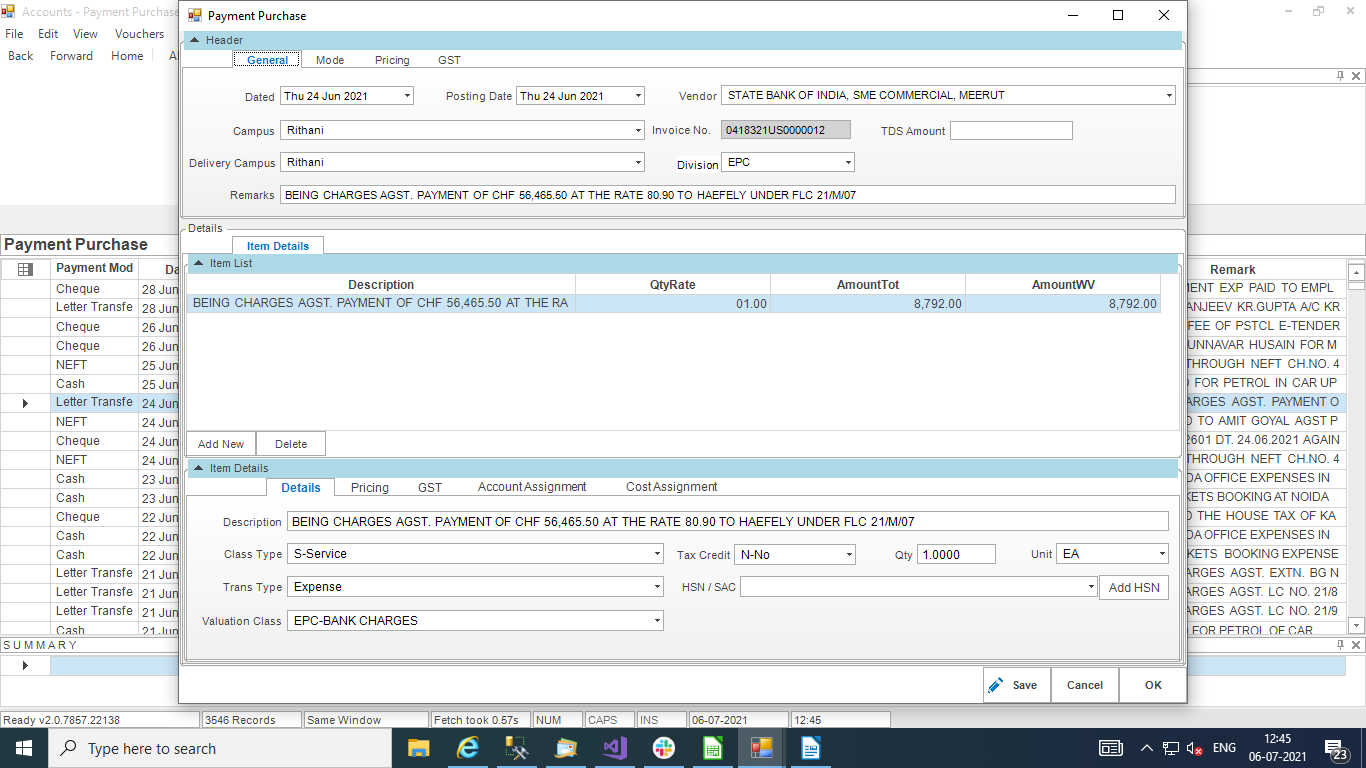 Accounts - Payment Purchase
Payment Purchase
File Edit View Vouchers
Back Forward Home
Header
General Mode Pricing GST
Dated Thu 24 Jun 2021 Posting Date Thu 24 Jun 2021 Vendor STATE BANK OF INDIA, SME COMMERCIAL, MEERUT
Campus Rithani Invoice No. 0418321US0000012 TDS Amount
Delivery Campus Rithani Division EPC
Remarks BEING CHARGES AGST. PAYMENT OF CHF 56,465.50 AT THE RATE 80.90 TO HAEFELY UNDER FLC 21/M/07
Details
Item Details
Item List
Description QtyRate AmountTot AmountWV
BEING CHARGES AGST. PAYMENT OF CHF 56,465.50 AT THE RA 01.00 8,792.00 8,792.00
Add New Delete
Item Details
Details Pricing GST Account Assignment Cost Assignment
Description BEING CHARGES AGST. PAYMENT OF CHF 56,465.50 AT THE RATE 80.90 TO HAEFELY UNDER FLC 21/M/07
Class Type S-Service Tax Credit N-No Qty 1.0000 Unit EA
Trans Type Expense HSN / SAC Add HSN
Valuation Class EPC-BANK CHARGES
Save Cancel OK
Payment Purchase
Payment Mod Da Remark
Cheque 28 Jun MENT EXP PAID TO EMPL
Letter Transfe 28 Jun ANJEEV KR.GUPTA A/C KR
Cheque 26 Jun FEE OF PSTCL E-TENDER
Cheque 26 Jun UNNAVAR HUSAIN FOR M
NEFT 25 Jun THROUGH NEFT CH.NO. 4
Cash 25 Jun FOR PETROL IN CAR UP
Letter Transfe 24 Jun ARGES AGST. PAYMENT O
NEFT 24 Jun TO AMIT GOYAL AGST P
Cheque 24 Jun 2601 DT. 24.06.2021 AGAIN
NEFT 24 Jun THROUGH NEFT CH.NO. 4
Cash 23 Jun DA OFFICE EXPENSES IN
Cash 23 Jun KETS BOOKING AT NOIDA
Cheque 22 Jun THE HOUSE TAX OF KA
Cash 22 Jun DA OFFICE EXPENSES IN
Cash 22 Jun KETS BOOKING EXPENSE
Letter Transfe 21 Jun ARGES AGST. EXTN. BG N
Letter Transfe 21 Jun ARGES AGST. LC NO. 21/8
Letter Transfe 21 Jun ARGES AGST. LC NO. 21/9
Cash 21 Jun FOR PETROL OF CAR
SUMMARY
Ready v2.0.7857.22138 3546 Records Same Window Fetch took 0.57s NUM CAPS INS 06-07-2021 12:45
Type here to search ENG 12:45
06-07-2021 23